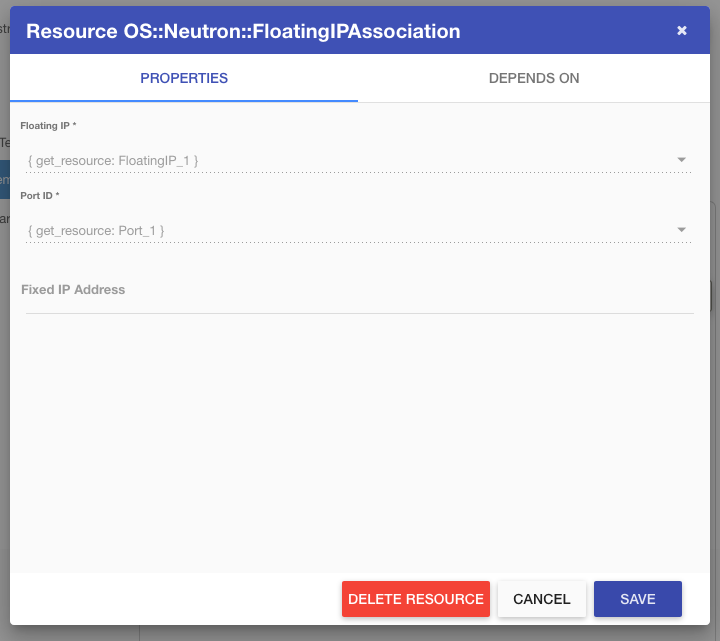 Resource OS::Neutron::FloatingIPAssociation
×
PROPERTIES
DEPENDS ON
Floating IP *
{ get_resource: FloatingIP_1 }
Port ID *
{ get_resource: Port_1 }
Fixed IP Address
DELETE RESOURCE
CANCEL
SAVE